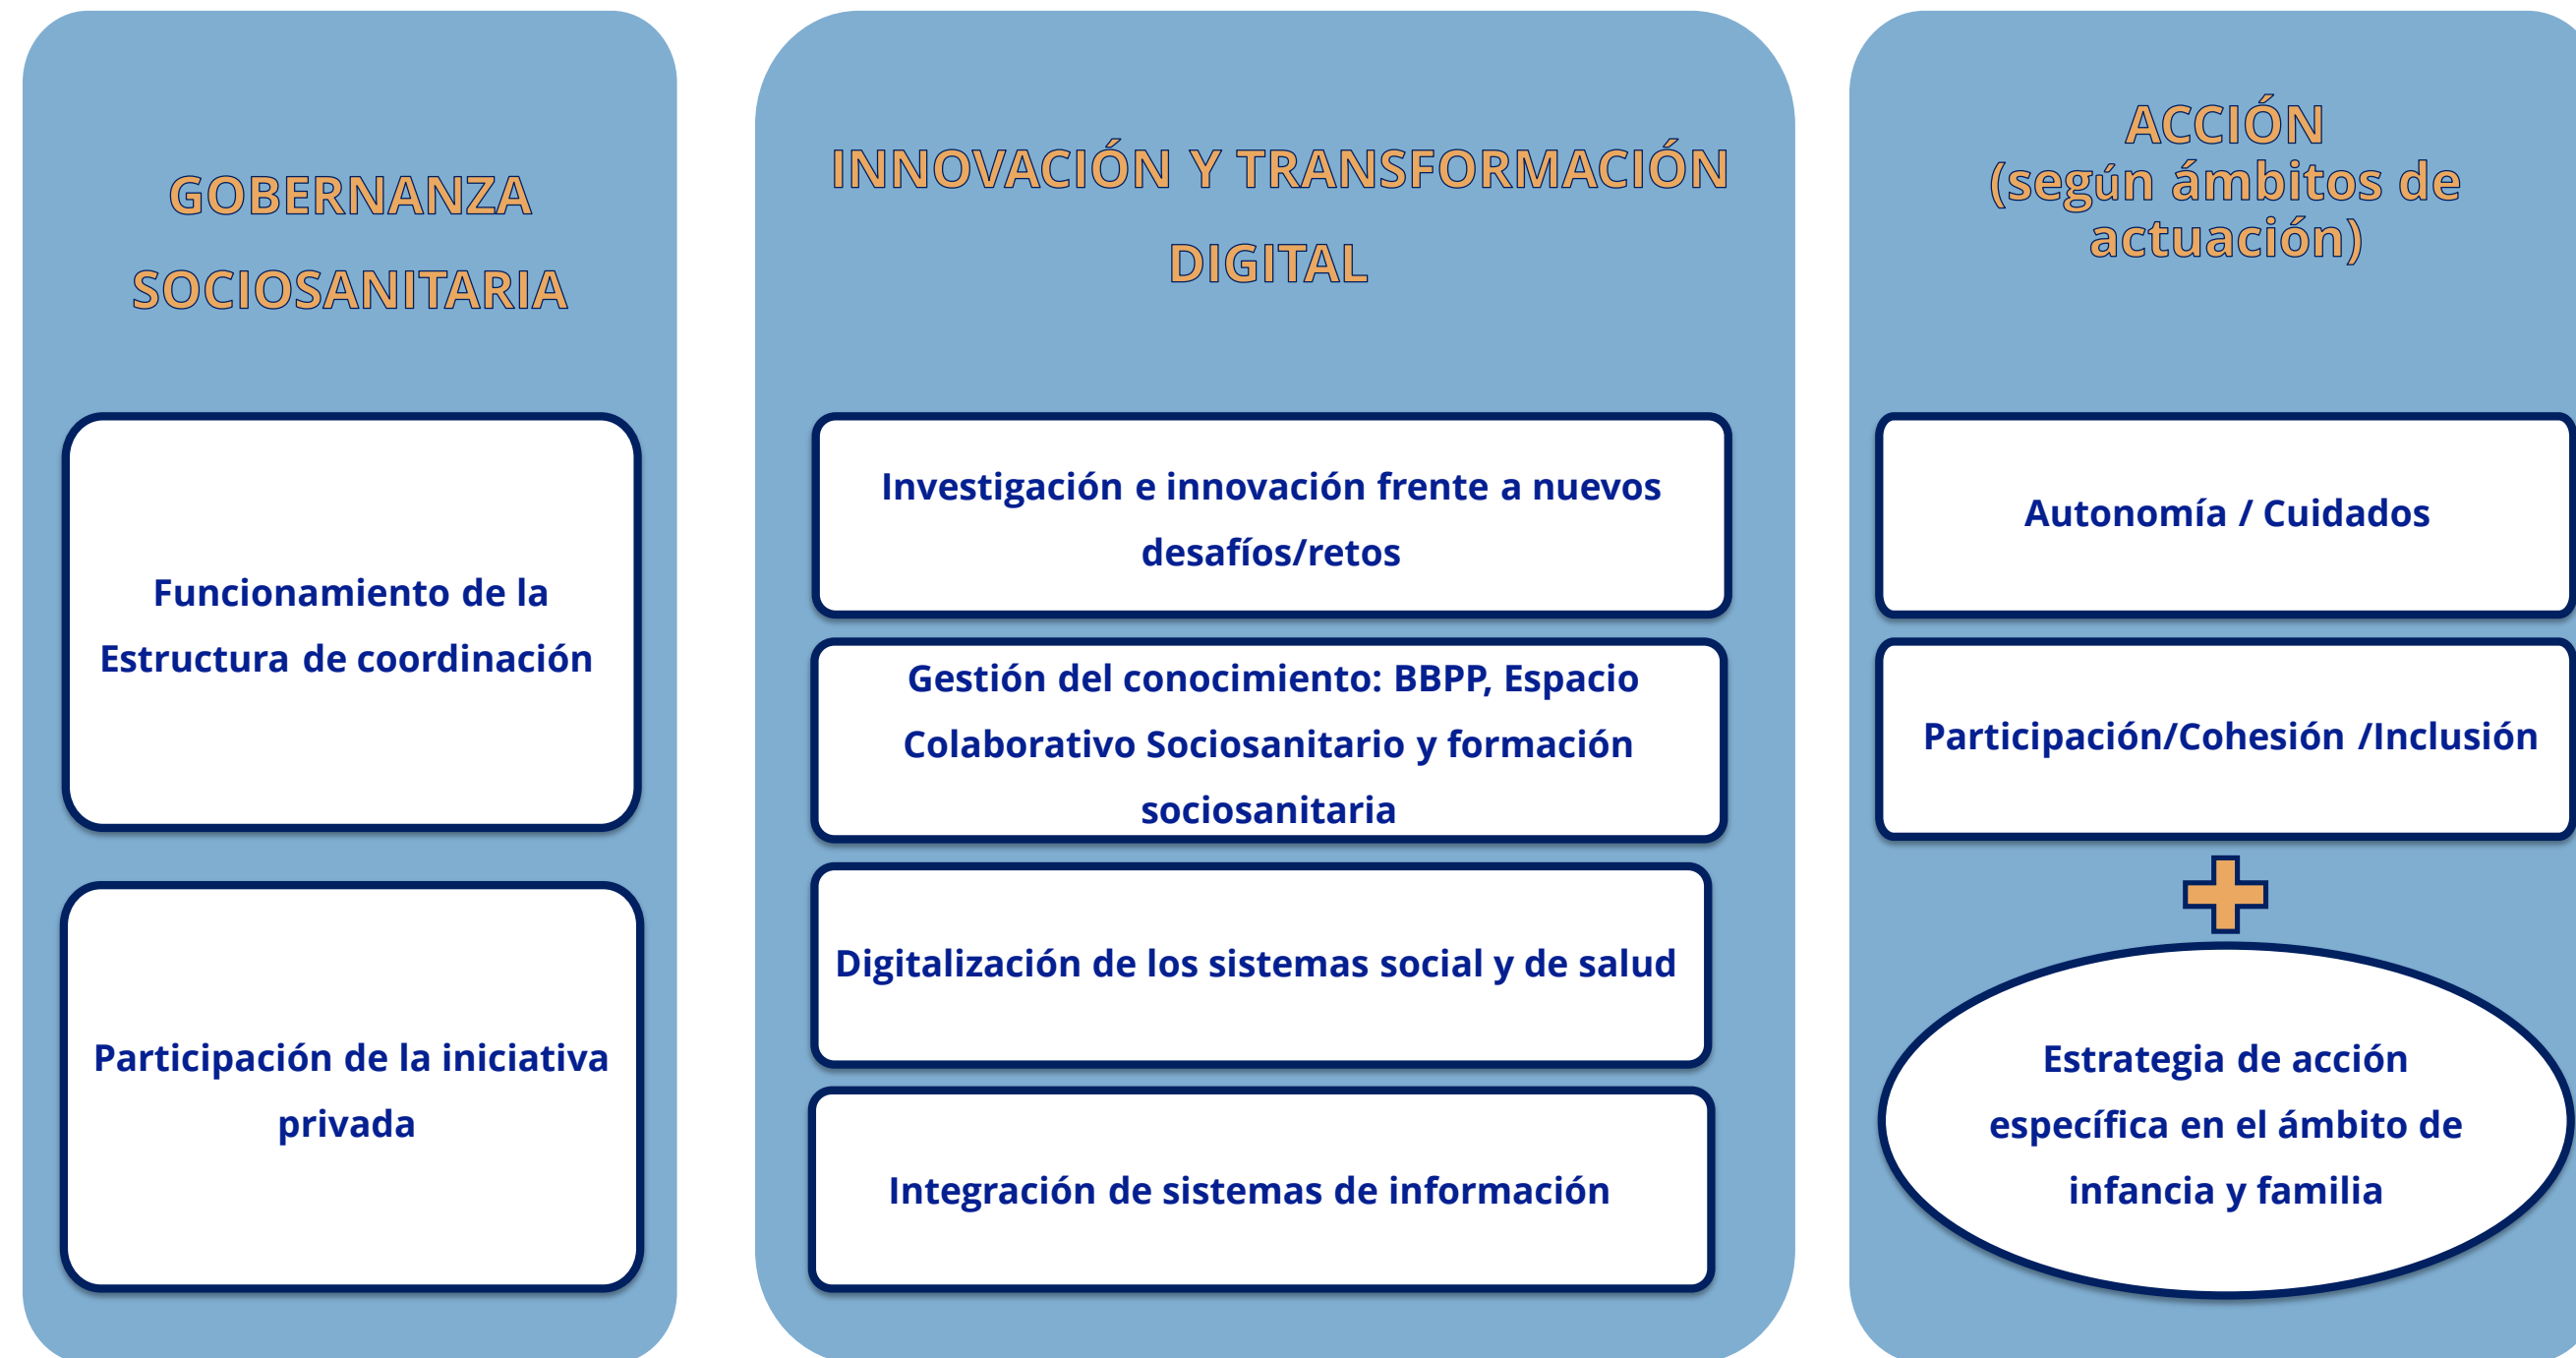 GOBERNANZA
SOCIOSANITARIA
Funcionamiento de la
Estructura de coordinación
Participación de la iniciativa
privada
INNOVACIÓN Y TRANSFORMACIÓN
DIGITAL
Investigación e innovación frente a nuevos
desafíos/retos
Gestión del conocimiento: BBPP, Espacio
Colaborativo Sociosanitario y formación
sociosanitaria
Digitalización de los sistemas social y de salud
Integración de sistemas de información
ACCIÓN
(según ámbitos de
actuación)
Autonomía / Cuidados
Participación/Cohesión /Inclusión
Estrategia de acción
específica en el ámbito de
infancia y familia